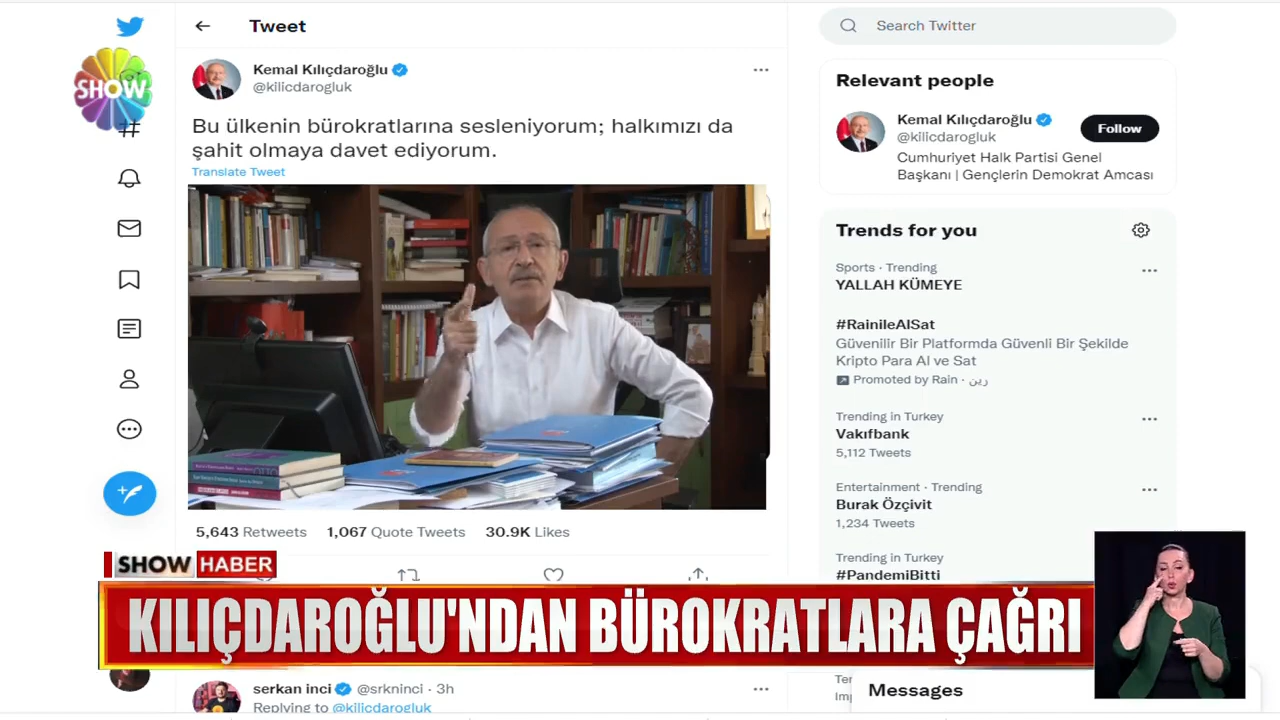 Tweet
Search Twitter
SHOW
Kemal Kılıçdaroğlu
@kilicdarogluk
Bu ülkenin bürokratlarına sesleniyorum; halkımızı da
şahit olmaya davet ediyorum.
Translate Tweet
5,643 Retweets 1,067 Quote Tweets 30.9K Likes
Relevant people
Kemal Kılıçdaroğlu
@kilicdarogluk
Follow
Cumhuriyet Halk Partisi Genel
Başkanı | Gençlerin Demokrat Amcası
Trends for you
Sports · Trending
YALLAH KÜMEYE
#RainileAlSat
Güvenilir Bir Platformda Güvenli Bir Şekilde
Kripto Para Al ve Sat
Promoted by Rain · رين
Trending in Turkey
Vakıfbank
5,112 Tweets
Entertainment · Trending
Burak Özçivit
1,234 Tweets
Trending in Turkey
#PandemiBitti
SHOW HABER
KILIÇDAROĞLU'NDAN BÜROKRATLARA ÇAĞRI
serkan inci @srkninci · 3h
Replying to @kilicdarogluk
Messages